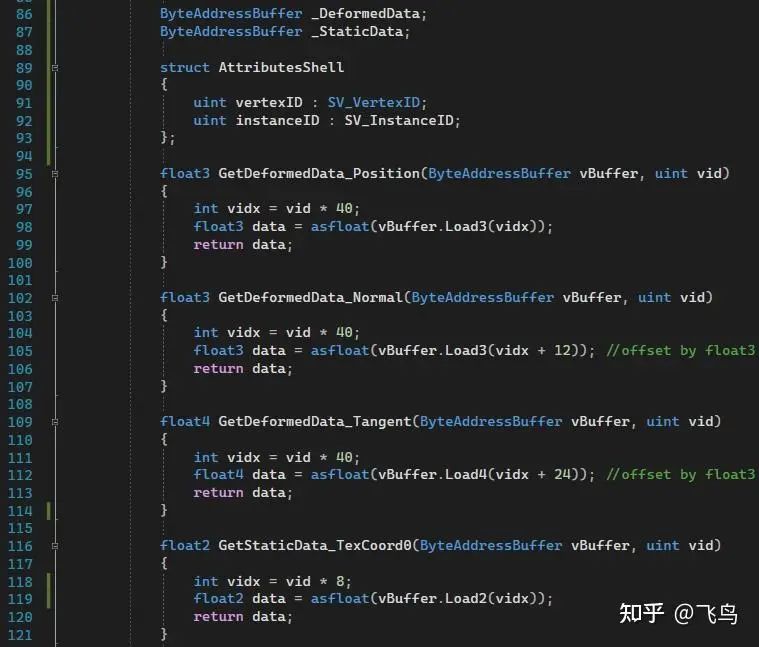 86 ByteAddressBuffer _DeformedData;
87 ByteAddressBuffer _StaticData;
88
89 struct AttributesShell
90 {
91 uint vertexID : SV_VertexID;
92 uint instanceID : SV_InstanceID;
93 };
94
95 float3 GetDeformedData_Position(ByteAddressBuffer vBuffer, uint vid)
96 {
97 int vidx = vid * 40;
98 float3 data = asfloat(vBuffer.Load3(vidx));
99 return data;
100 }
101
102 float3 GetDeformedData_Normal(ByteAddressBuffer vBuffer, uint vid)
103 {
104 int vidx = vid * 40;
105 float3 data = asfloat(vBuffer.Load3(vidx + 12)); //offset by float3
106 return data;
107 }
108
109 float4 GetDeformedData_Tangent(ByteAddressBuffer vBuffer, uint vid)
110 {
111 int vidx = vid * 40;
112 float4 data = asfloat(vBuffer.Load4(vidx + 24)); //offset by float3
113 return data;
114 }
115
116 float2 GetStaticData_TexCoord0(ByteAddressBuffer vBuffer, uint vid)
117 {
118 int vidx = vid * 8;
119 float2 data = asfloat(vBuffer.Load2(vidx));
120 return data;
121 }
知乎 @飞鸟